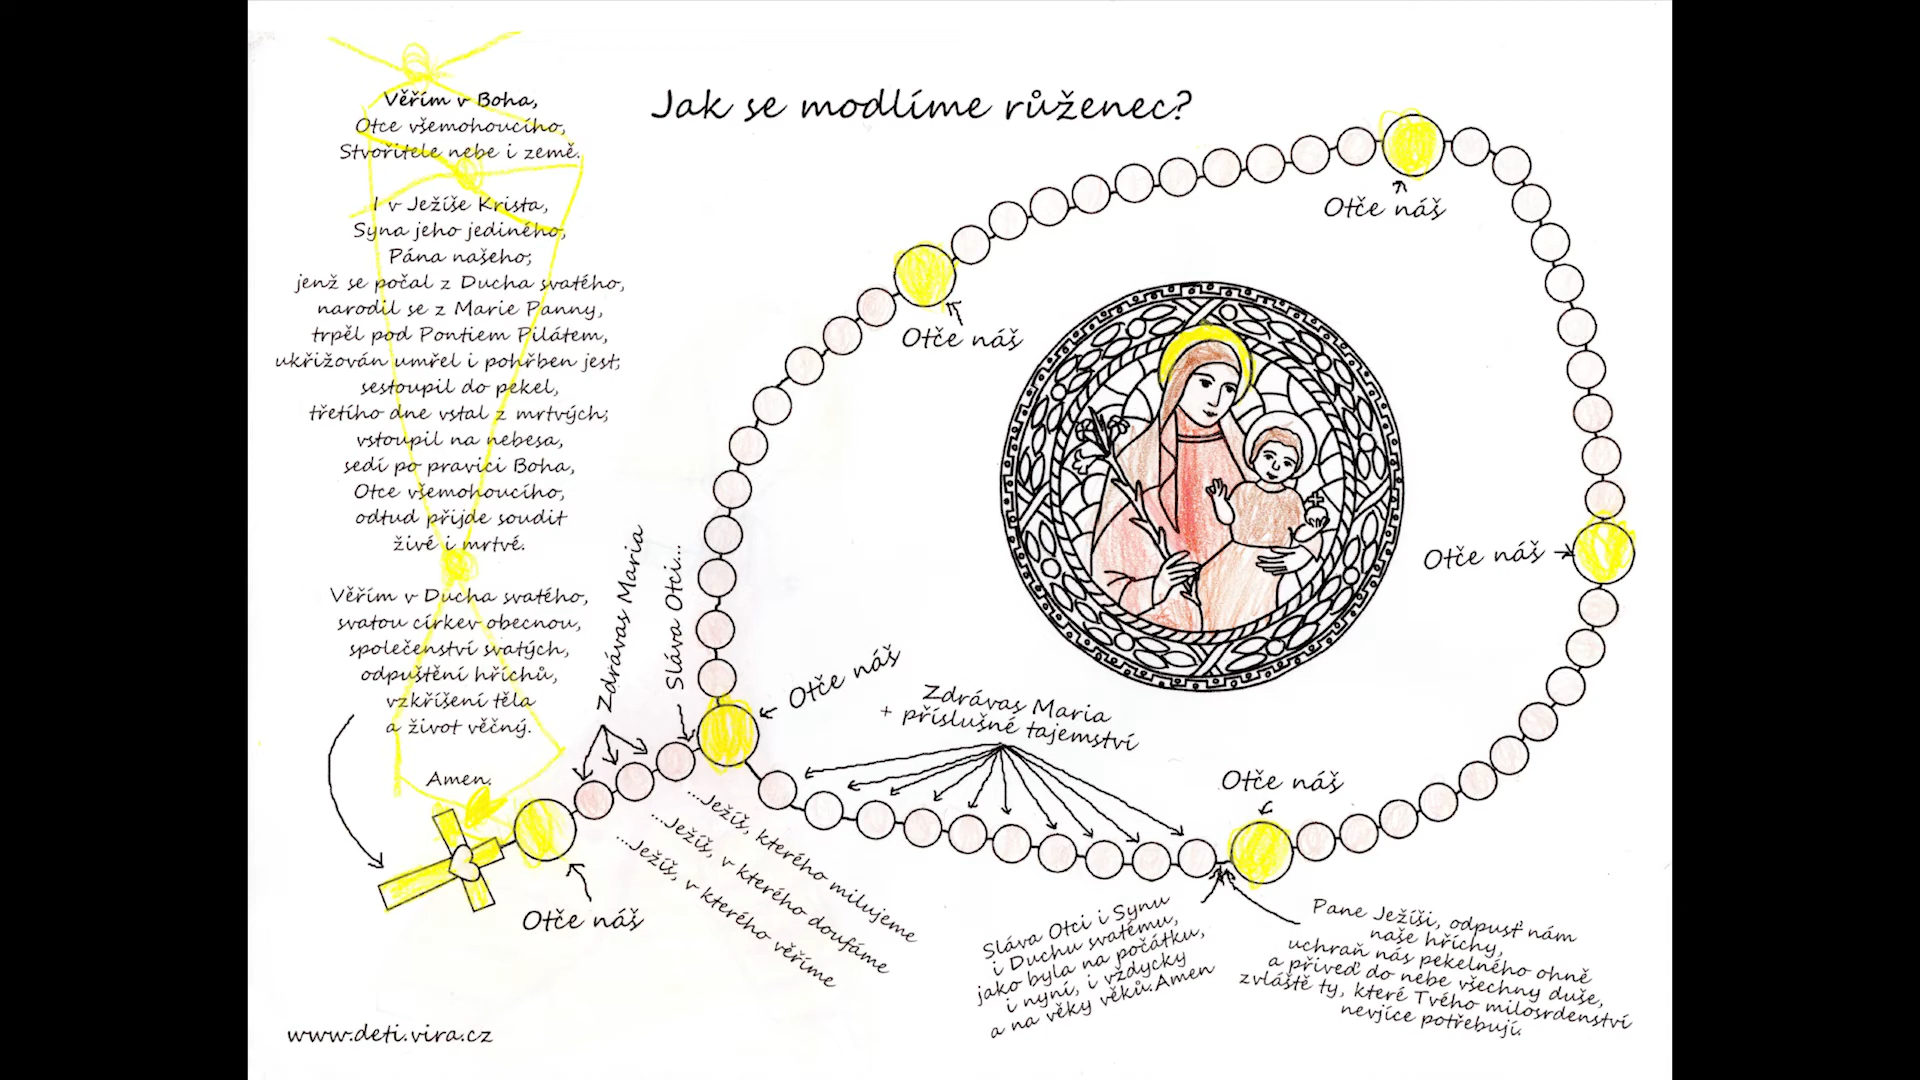 Jak se modlíme růženec?
Věřím v Boha,
Otce všemohoucího,
Stvořitele nebe i země.
I v Ježíše Krista,
Syna jeho jediného,
Pána našeho;
jenž se počal z Ducha svatého,
narodil se z Marie Panny,
trpěl pod Pontiem Pilátem,
ukřižován umřel i pohřben jest;
sestoupil do pekel,
třetího dne vstal z mrtvých;
vstoupil na nebesa,
sedí po pravici Boha,
Otce všemohoucího,
odtud přijde soudit
živé i mrtvé.
Věřím v Ducha svatého,
svatou církev obecnou,
společenství svatých,
odpuštění hříchů,
vzkříšení těla
a život věčný.
Amen.
Otče náš
Zdrávas Maria
Sláva Otci...
...Ježíš, kterého milujeme
...Ježíš, v kterého doufáme
...Ježíš, v kterého věříme
Otče náš
Zdrávas Maria
+ příslušné tajemství
Sláva Otci i Synu
i Duchu svatému,
jako byla na počátku,
i nyní, i vždycky
a na věky věků.Amen
Pane Ježíši, odpusť nám
naše hříchy,
uchraň nás pekelného ohně
a přiveď do nebe všechny duše,
zvláště ty, které Tvého milosrdenství
nevjíce potřebují.
Otče náš
Otče náš
Otče náš
Otče náš
www.deti.vira.cz